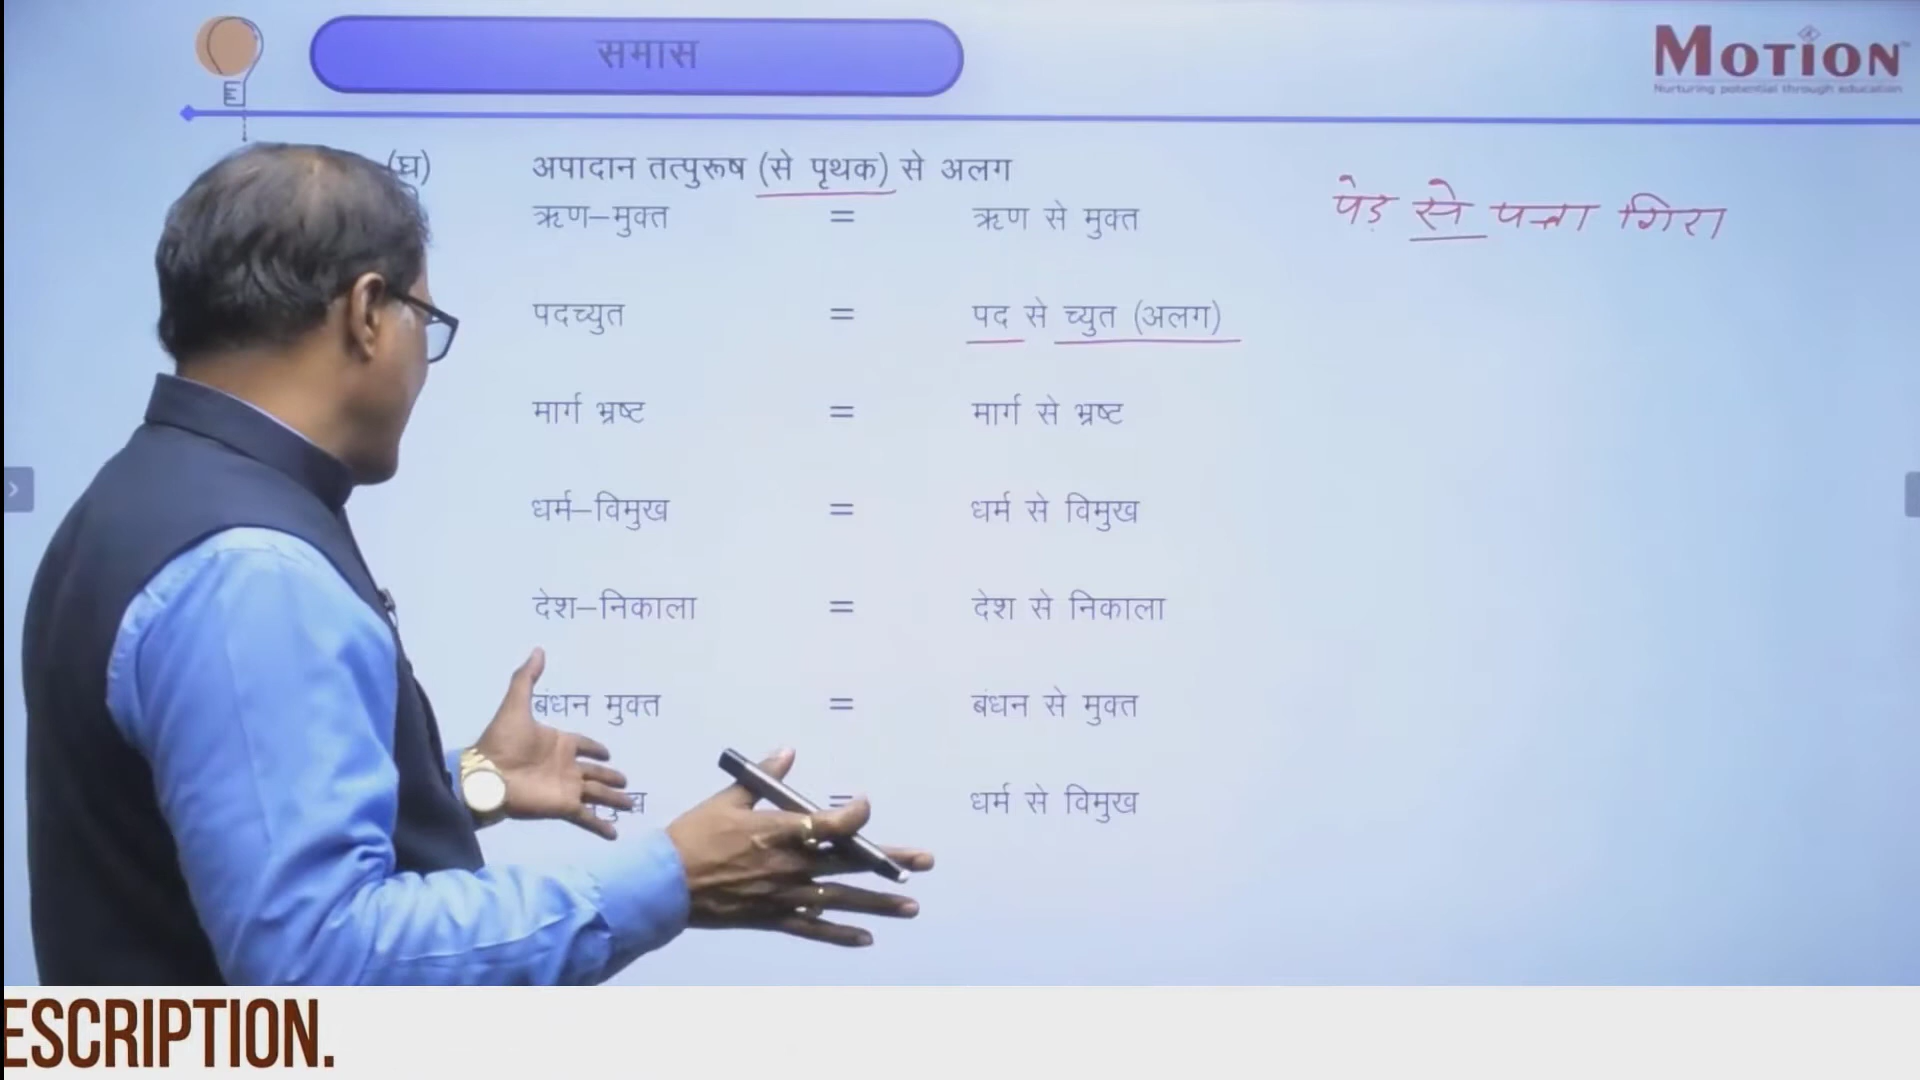 समास
MOTION
Nurturing potential through education
(घ) अपादान तत्पुरूष (से पृथक) से अलग
ऋण–मुक्त = ऋण से मुक्त
पेड़ से पत्ता गिरा
पदच्युत = पद से च्युत (अलग)
मार्ग भ्रष्ट = मार्ग से भ्रष्ट
धर्म–विमुख = धर्म से विमुख
देश–निकाला = देश से निकाला
बंधन मुक्त = बंधन से मुक्त
= धर्म से विमुख
ESCRIPTION.